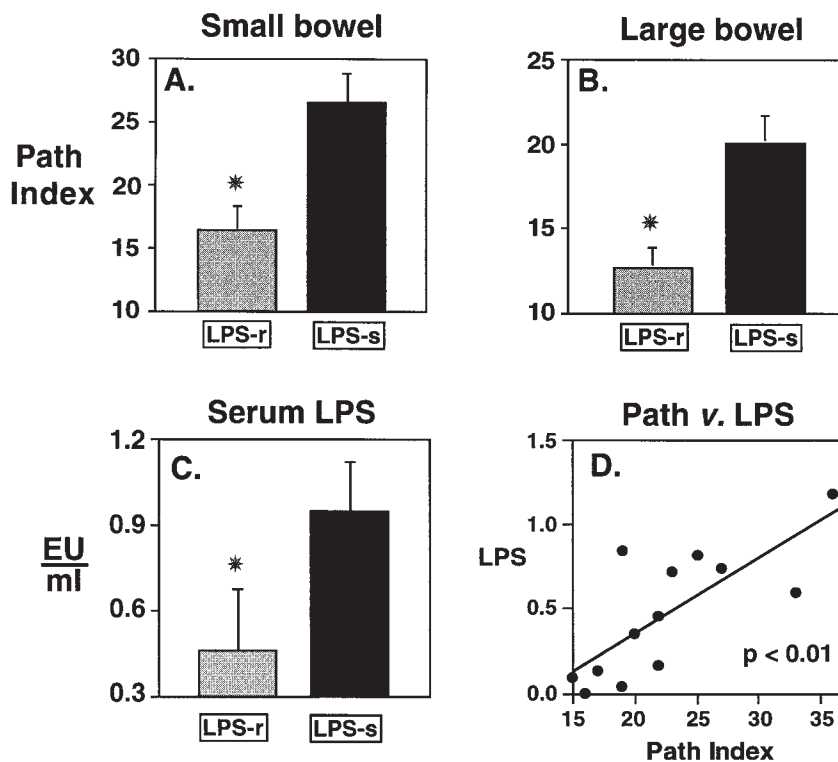 Small bowel
A.
Path
Index
30
25
20
15
10
*
LPS-r
LPS-s
Large bowel
B.
25
20
15
10
*
LPS-r
LPS-s
Serum LPS
C.
EU
ml
1.2
0.9
0.6
0.3
*
LPS-r
LPS-s
Path v. LPS
D.
LPS
1.5
1.0
0.5
0.0
p < 0.01
15 20 25 30 35
Path Index